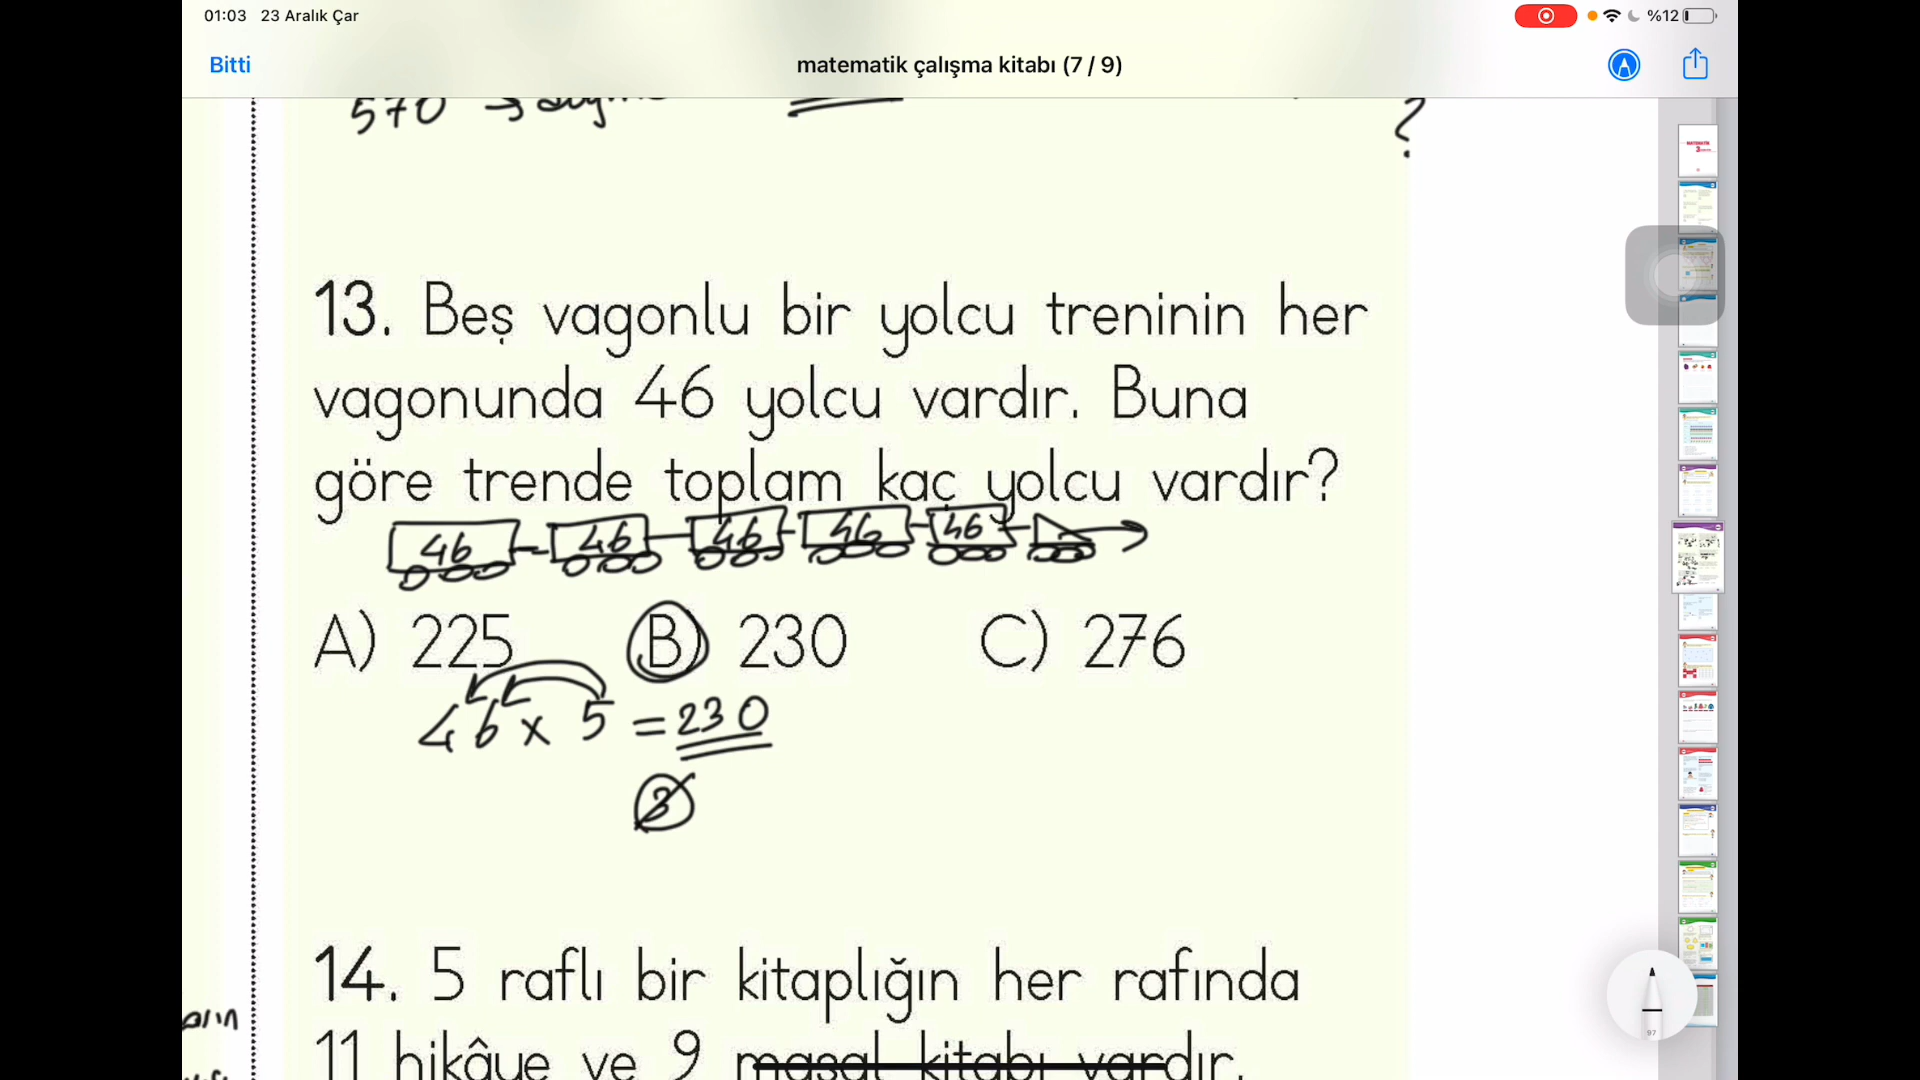 01:03 23 Aralık Çar
%12
Bitti
matematik çalışma kitabı (7 / 9)
570 →
?
13. Beş vagonlu bir yolcu treninin her
vagonunda 46 yolcu vardır. Buna
göre trende toplam kaç yolcu vardır?
46 - 46 - 46 - 46 - 46
A) 225 B) 230 C) 276
46 x 5 = 230
3
14. 5 raflı bir kitaplığın her rafında
11 hikâye ve 9 masal kitabı vardır.
97